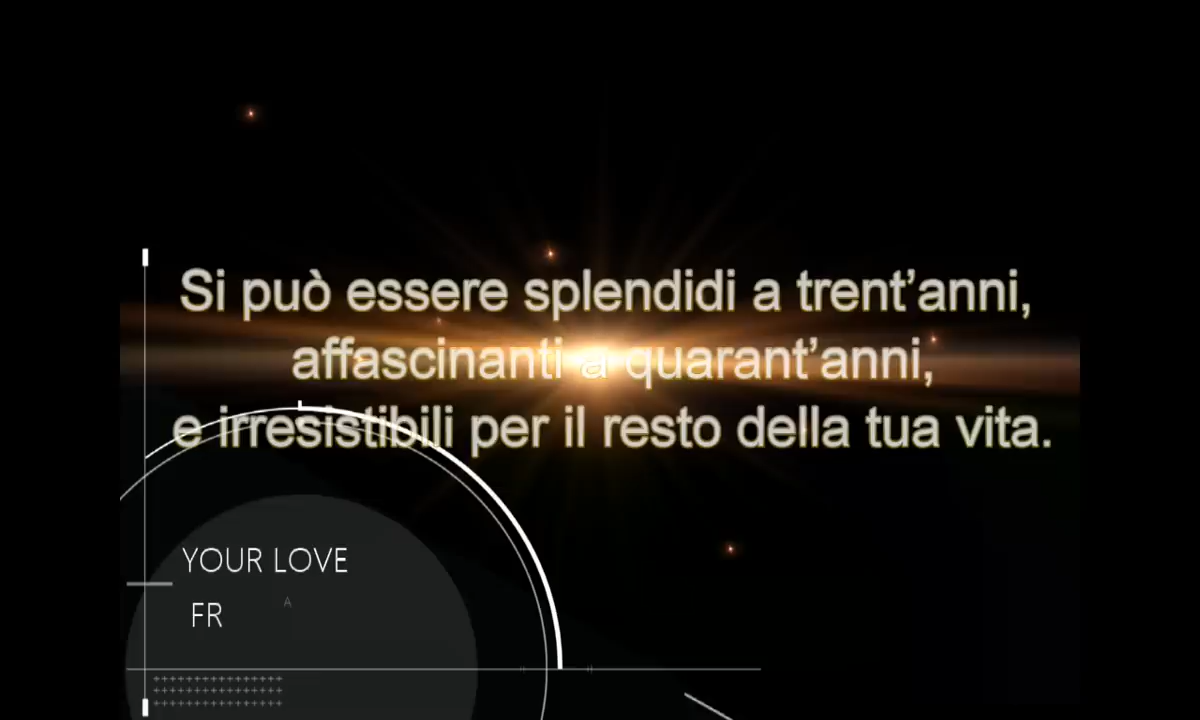 Si può essere splendidi a trent’anni,
affascinanti a quarant’anni,
e irresistibili per il resto della tua vita.
YOUR LOVE
FR
A